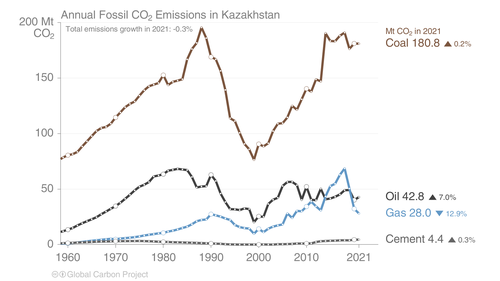 Annual Fossil CO₂ Emissions in Kazakhstan
200 Mt
CO₂
Total emissions growth in 2021: -0.3%
150
100
50
0
1960 1970 1980 1990 2000 2010 2021
Mt CO₂ in 2021
Coal 180.8 ▲ 0.2%
Oil 42.8 ▲ 7.0%
Gas 28.0 ▼ 12.9%
Cement 4.4 ▲ 0.3%
Global Carbon Project